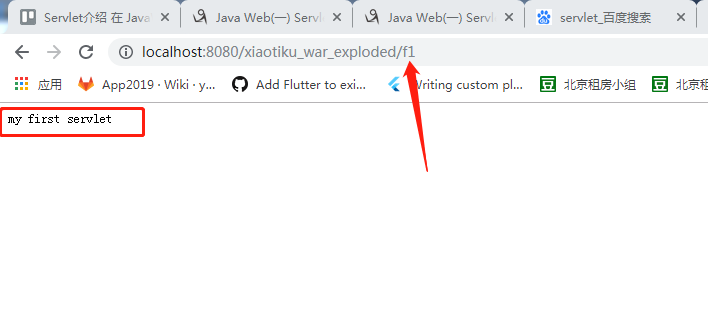 Servlet介绍 在 Java
Java Web(一) Servl
Java Web(一) Servl
servlet_百度搜索
localhost:8080/xiaotiku_war_exploded/f1
应用
App2019 · Wiki · y...
Add Flutter to exi...
Writing custom pl...
豆 北京租房小组
豆 北京租
my first servlet